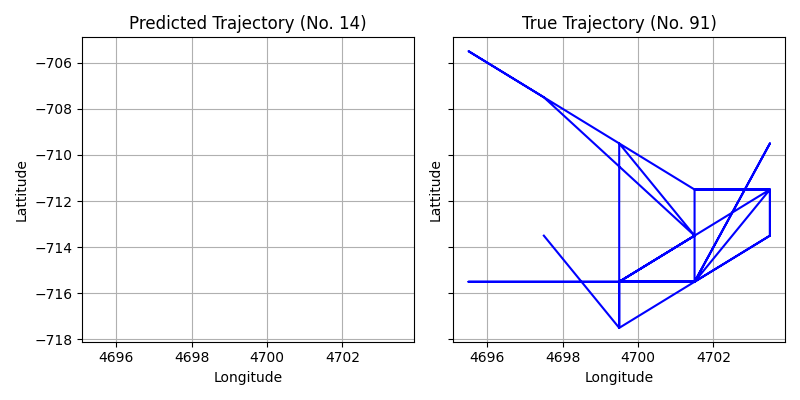 Predicted Trajectory (No. 14)
True Trajectory (No. 91)
Lattitude
−706
−708
−710
−712
−714
−716
−718
4696
4698
4700
4702
Longitude
Lattitude
4696
4698
4700
4702
Longitude